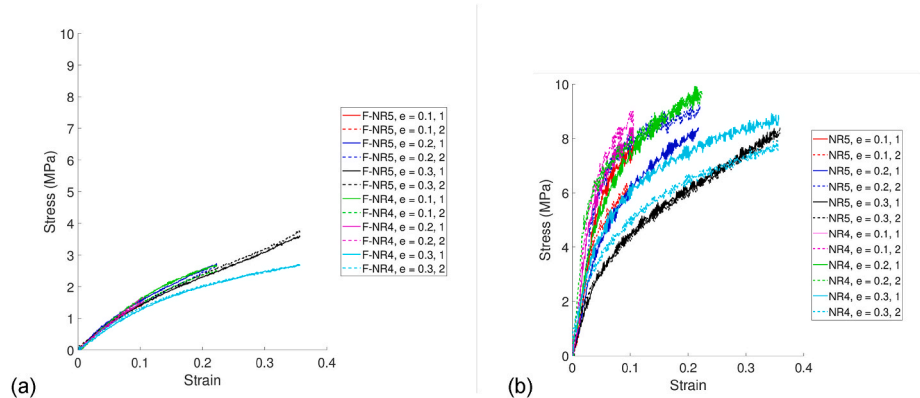 10
9
8
7
6
5
4
3
2
1
0
Stress (MPa)
0 0.1 0.2 0.3 0.4
Strain
F-NR5, e = 0.1, 1
F-NR5, e = 0.1, 2
F-NR5, e = 0.2, 1
F-NR5, e = 0.2, 2
F-NR5, e = 0.3, 1
F-NR5, e = 0.3, 2
F-NR4, e = 0.1, 1
F-NR4, e = 0.1, 2
F-NR4, e = 0.2, 1
F-NR4, e = 0.2, 2
F-NR4, e = 0.3, 1
F-NR4, e = 0.3, 2
(a)
10
8
6
4
2
0
Stress (MPa)
0 0.1 0.2 0.3 0.4
Strain
NR5, e = 0.1, 1
NR5, e = 0.1, 2
NR5, e = 0.2, 1
NR5, e = 0.2, 2
NR5, e = 0.3, 1
NR5, e = 0.3, 2
NR4, e = 0.1, 1
NR4, e = 0.1, 2
NR4, e = 0.2, 1
NR4, e = 0.2, 2
NR4, e = 0.3, 1
NR4, e = 0.3, 2
(b)